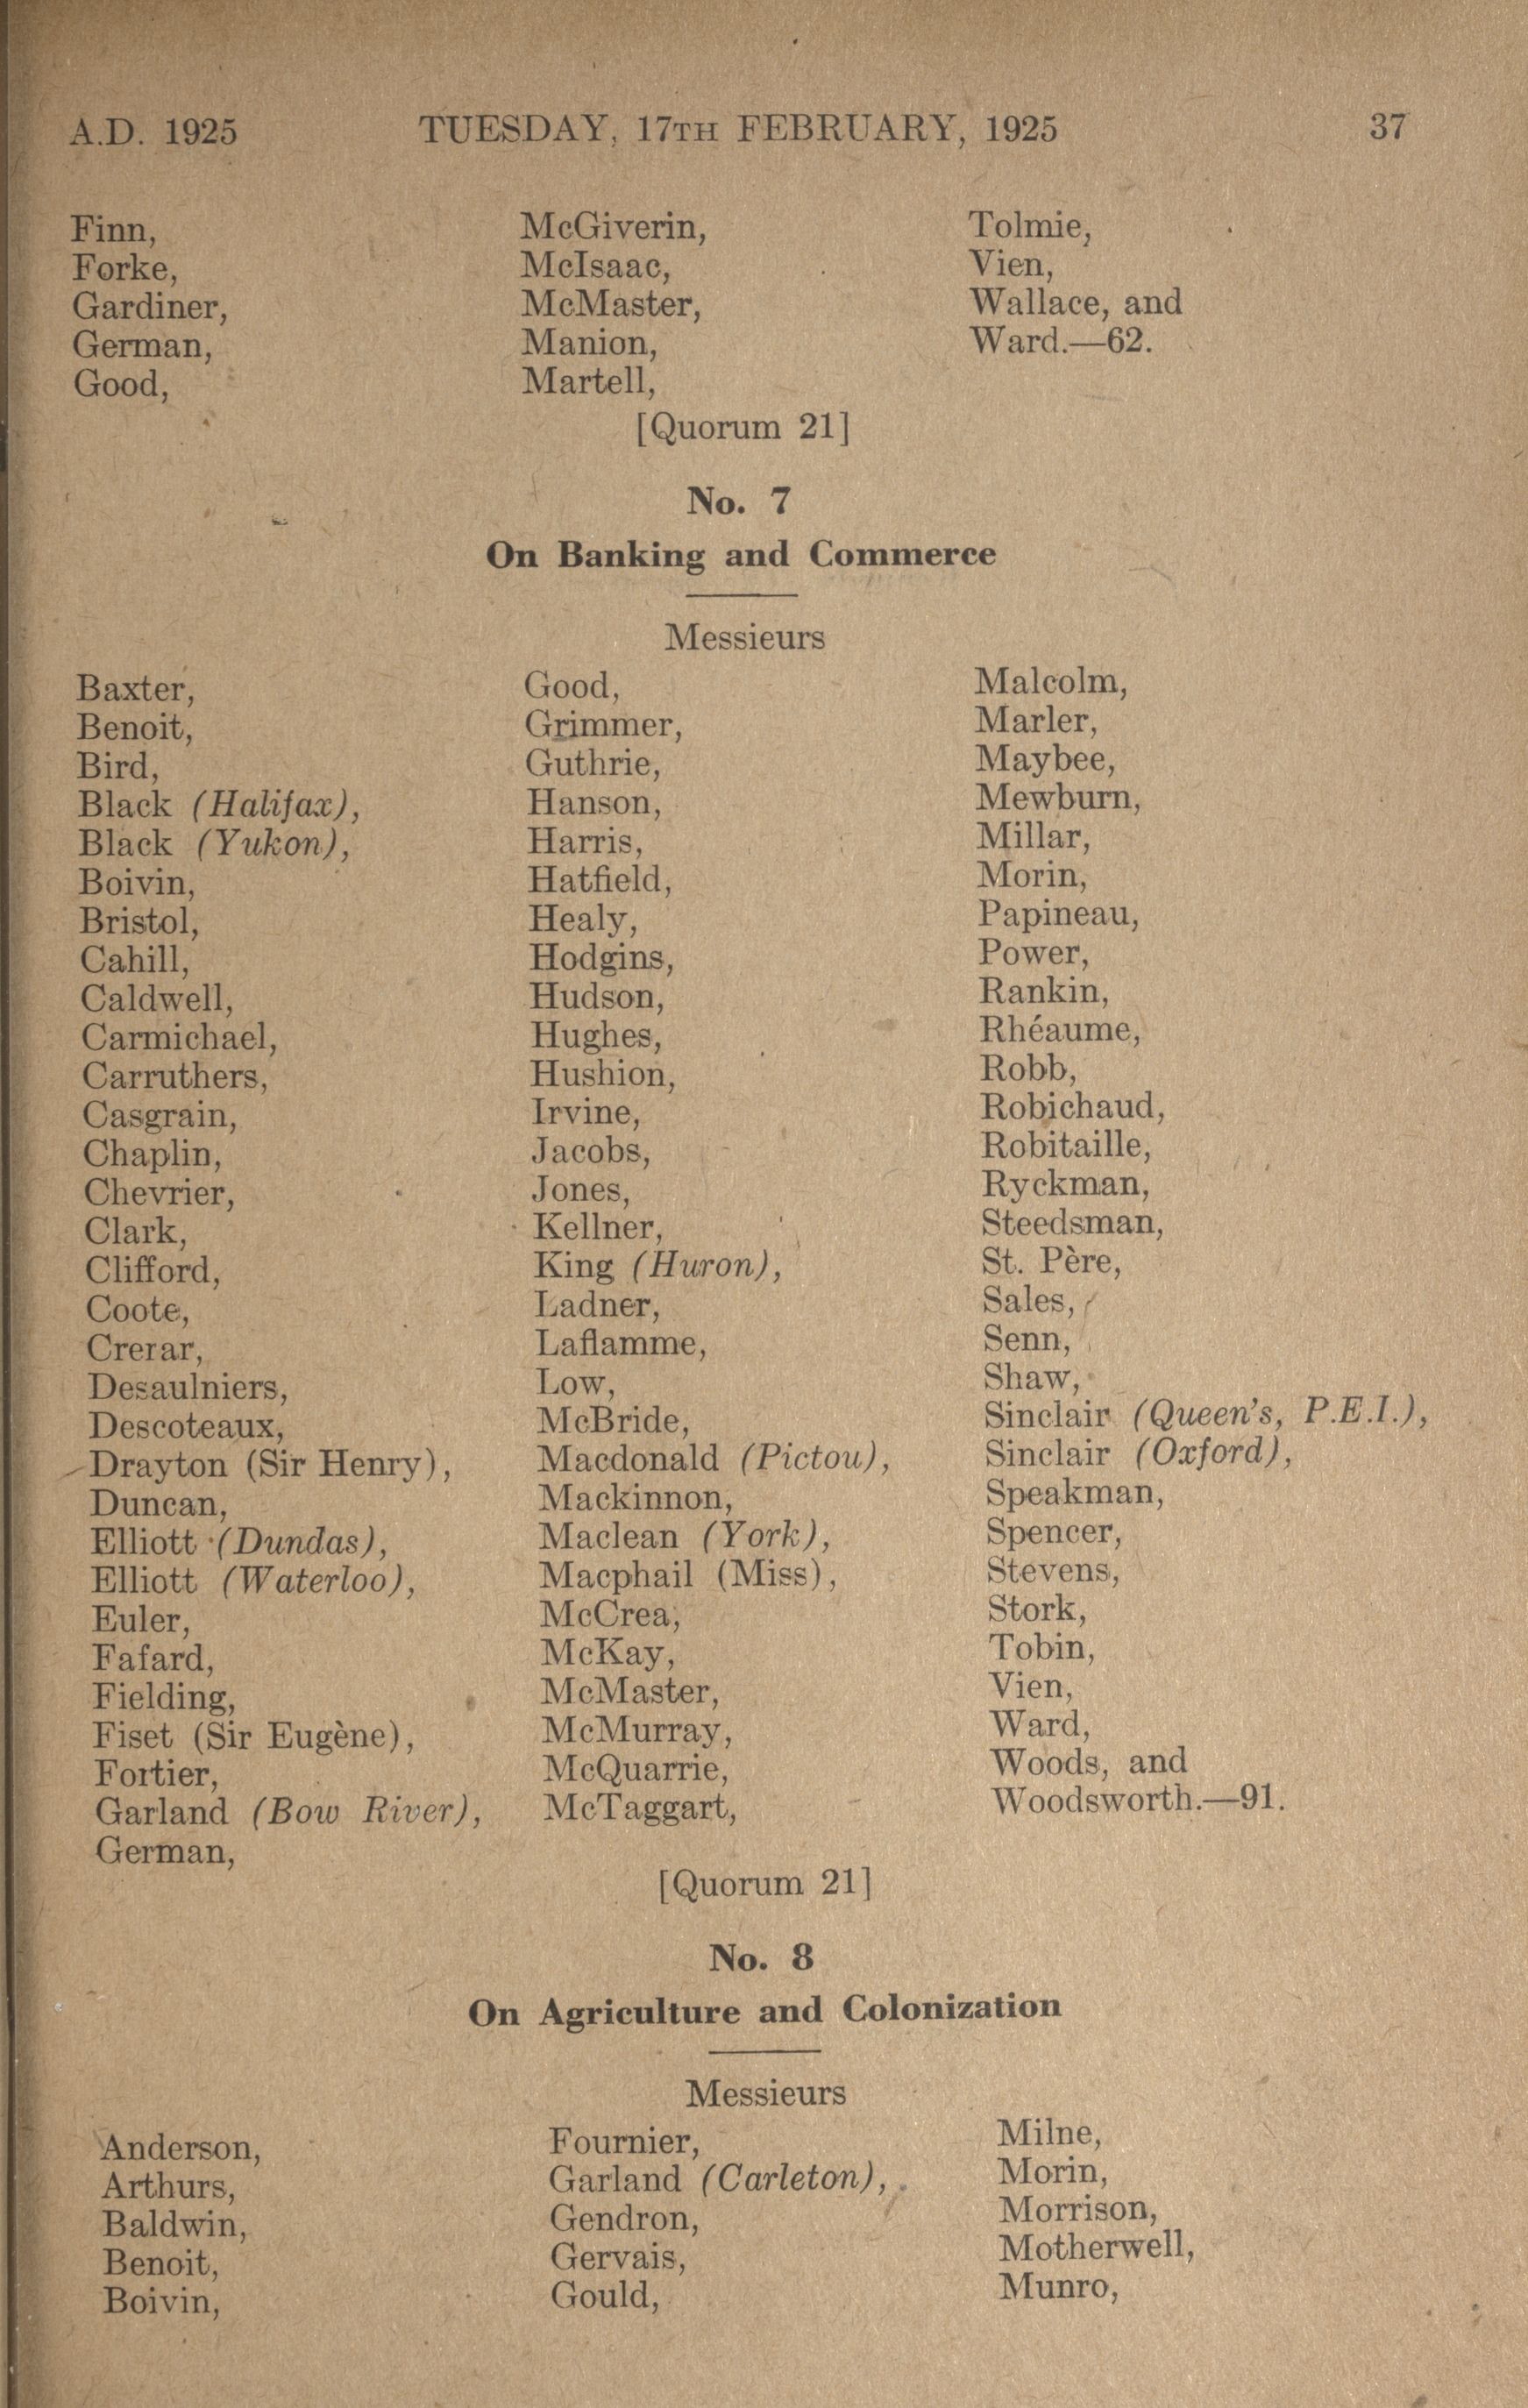 A.D. 1925 TUESDAY, 17TH FEBRUARY, 1925 37
Finn,
Forke,
Gardiner,
German,
Good,
McGiverin,
McIsaac,
McMaster,
Manion,
Martell,
Tolmie,
Vien,
Wallace, and
Ward.—62.
[Quorum 21]
No. 7
On Banking and Commerce
Messieurs
Baxter,
Benoit,
Bird,
Black (Halifax),
Black (Yukon),
Boivin,
Bristol,
Cahill,
Caldwell,
Carmichael,
Carruthers,
Casgrain,
Chaplin,
Chevrier,
Clark,
Clifford,
Coote,
Crerar,
Desaulniers,
Descoteaux,
Drayton (Sir Henry),
Duncan,
Elliott (Dundas),
Elliott (Waterloo),
Euler,
Fafard,
Fielding,
Fiset (Sir Eugène),
Fortier,
Garland (Bow River),
German,
Good,
Grimmer,
Guthrie,
Hanson,
Harris,
Hatfield,
Healy,
Hodgins,
Hudson,
Hughes,
Hushion,
Irvine,
Jacobs,
Jones,
Kellner,
King (Huron),
Ladner,
Laflamme,
Low,
McBride,
Macdonald (Pictou),
Mackinnon,
Maclean (York),
Macphail (Miss),
McCrea,
McKay,
McMaster,
McMurray,
McQuarrie,
McTaggart,
Malcolm,
Marler,
Maybee,
Mewburn,
Millar,
Morin,
Papineau,
Power,
Rankin,
Rhéaume,
Robb,
Robichaud,
Robitaille,
Ryckman,
Steedsman,
St. Père,
Sales,
Senn,
Shaw,
Sinclair (Queen's, P.E.I.),
Sinclair (Oxford),
Speakman,
Spencer,
Stevens,
Stork,
Tobin,
Vien,
Ward,
Woods, and
Woodsworth.—91.
[Quorum 21]
No. 8
On Agriculture and Colonization
Messieurs
Anderson,
Arthurs,
Baldwin,
Benoit,
Boivin,
Fournier,
Garland (Carleton),
Gendron,
Gervais,
Gould,
Milne,
Morin,
Morrison,
Motherwell,
Munro,